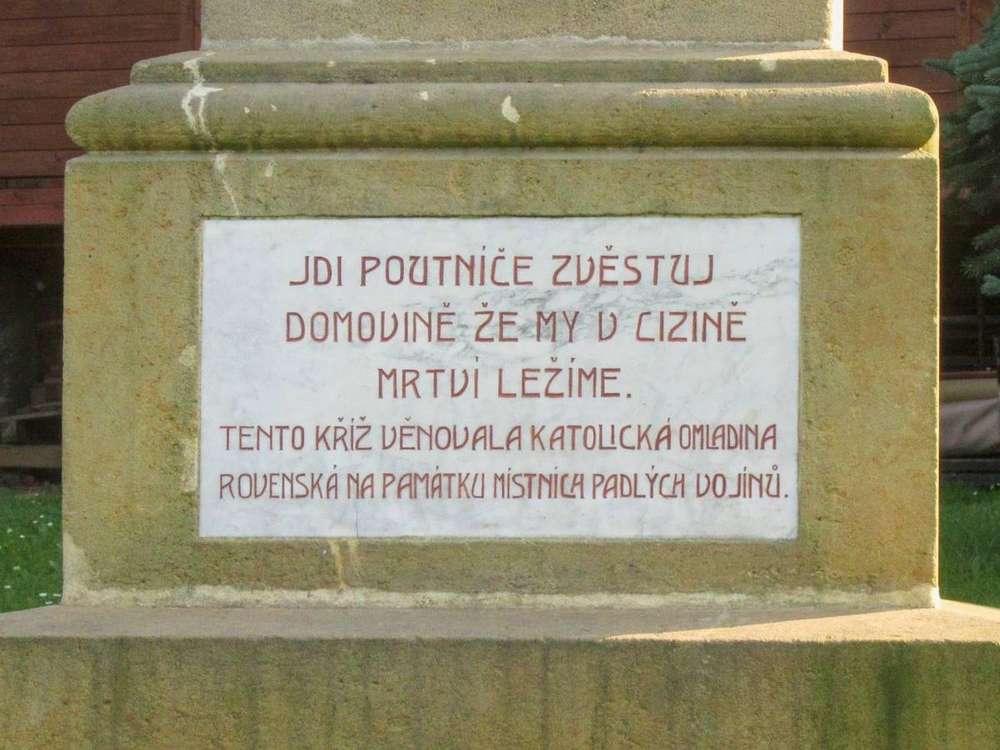 JDI POUTNÍČE ZVĚSTUJ
DOMOVINĚ ŽE MY V CIZINĚ
MRTVI LEŽÍME.
TENTO KŘÍŽ VĚNOVALA KATOLICKÁ OMLADINA
ROVENSKÁ NA PAMÁTKU MÍSTNÍCH PADLÝCH VOJÍNŮ.